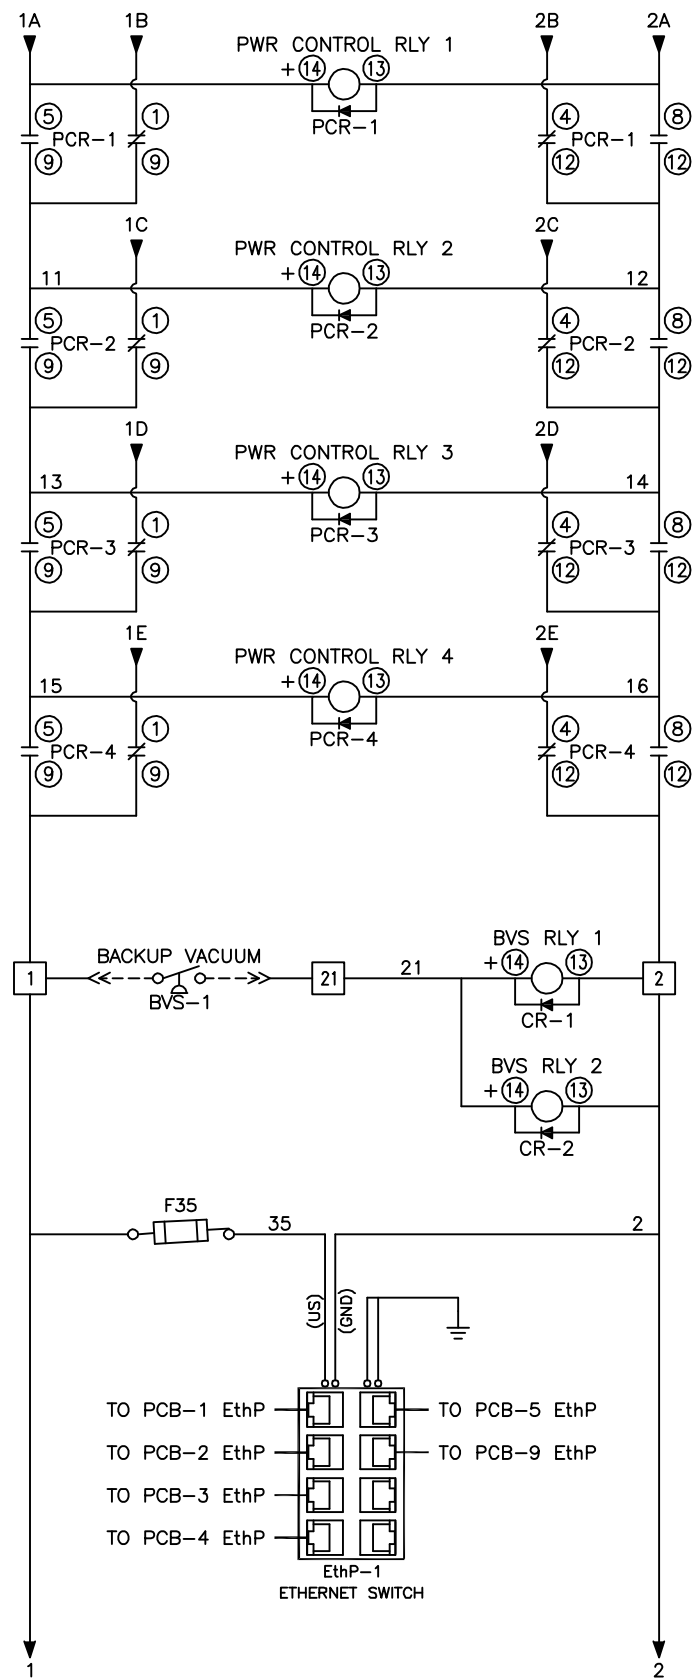 1A 1B 2B 2A
PWR CONTROL RLY 1
+ 14 13
PCR-1
5 1 4 8
PCR-1 PCR-1
9 9 12 12
1C 2C
PWR CONTROL RLY 2
11 + 14 13 12
PCR-2
5 1 4 8
PCR-2 PCR-2
9 9 12 12
1D 2D
PWR CONTROL RLY 3
13 + 14 13 14
PCR-3
5 1 4 8
PCR-3 PCR-3
9 9 12 12
1E 2E
PWR CONTROL RLY 4
15 + 14 13 16
PCR-4
5 1 4 8
PCR-4 PCR-4
9 9 12 12
BVS RLY 1
BACKUP VACUUM
+ 14 13
1 21 21 2
BVS-1
CR-1
BVS RLY 2
+ 14 13
CR-2
F35
35 2
(US) (GND)
TO PCB-1 EthP TO PCB-5 EthP
TO PCB-2 EthP TO PCB-9 EthP
TO PCB-3 EthP
TO PCB-4 EthP
EthP-1
ETHERNET SWITCH
1 2